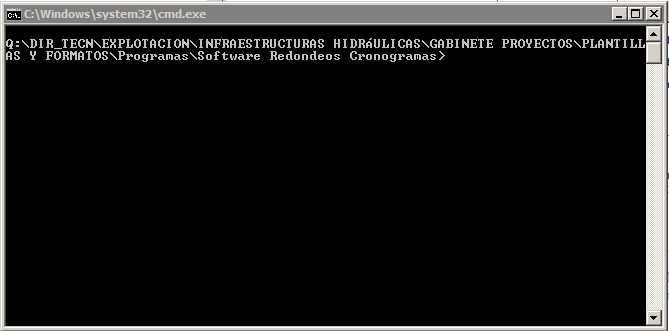 C:\Windows\system32\cmd.exe
Q:\DIR_TECN\EXPLOTACION\INFRAESTRUCTURAS HIDRáULICAS\GABINETE PROYECTOS\PLANTILL
AS Y FORMATOS\Programas\Software Redondeos Cronogramas>